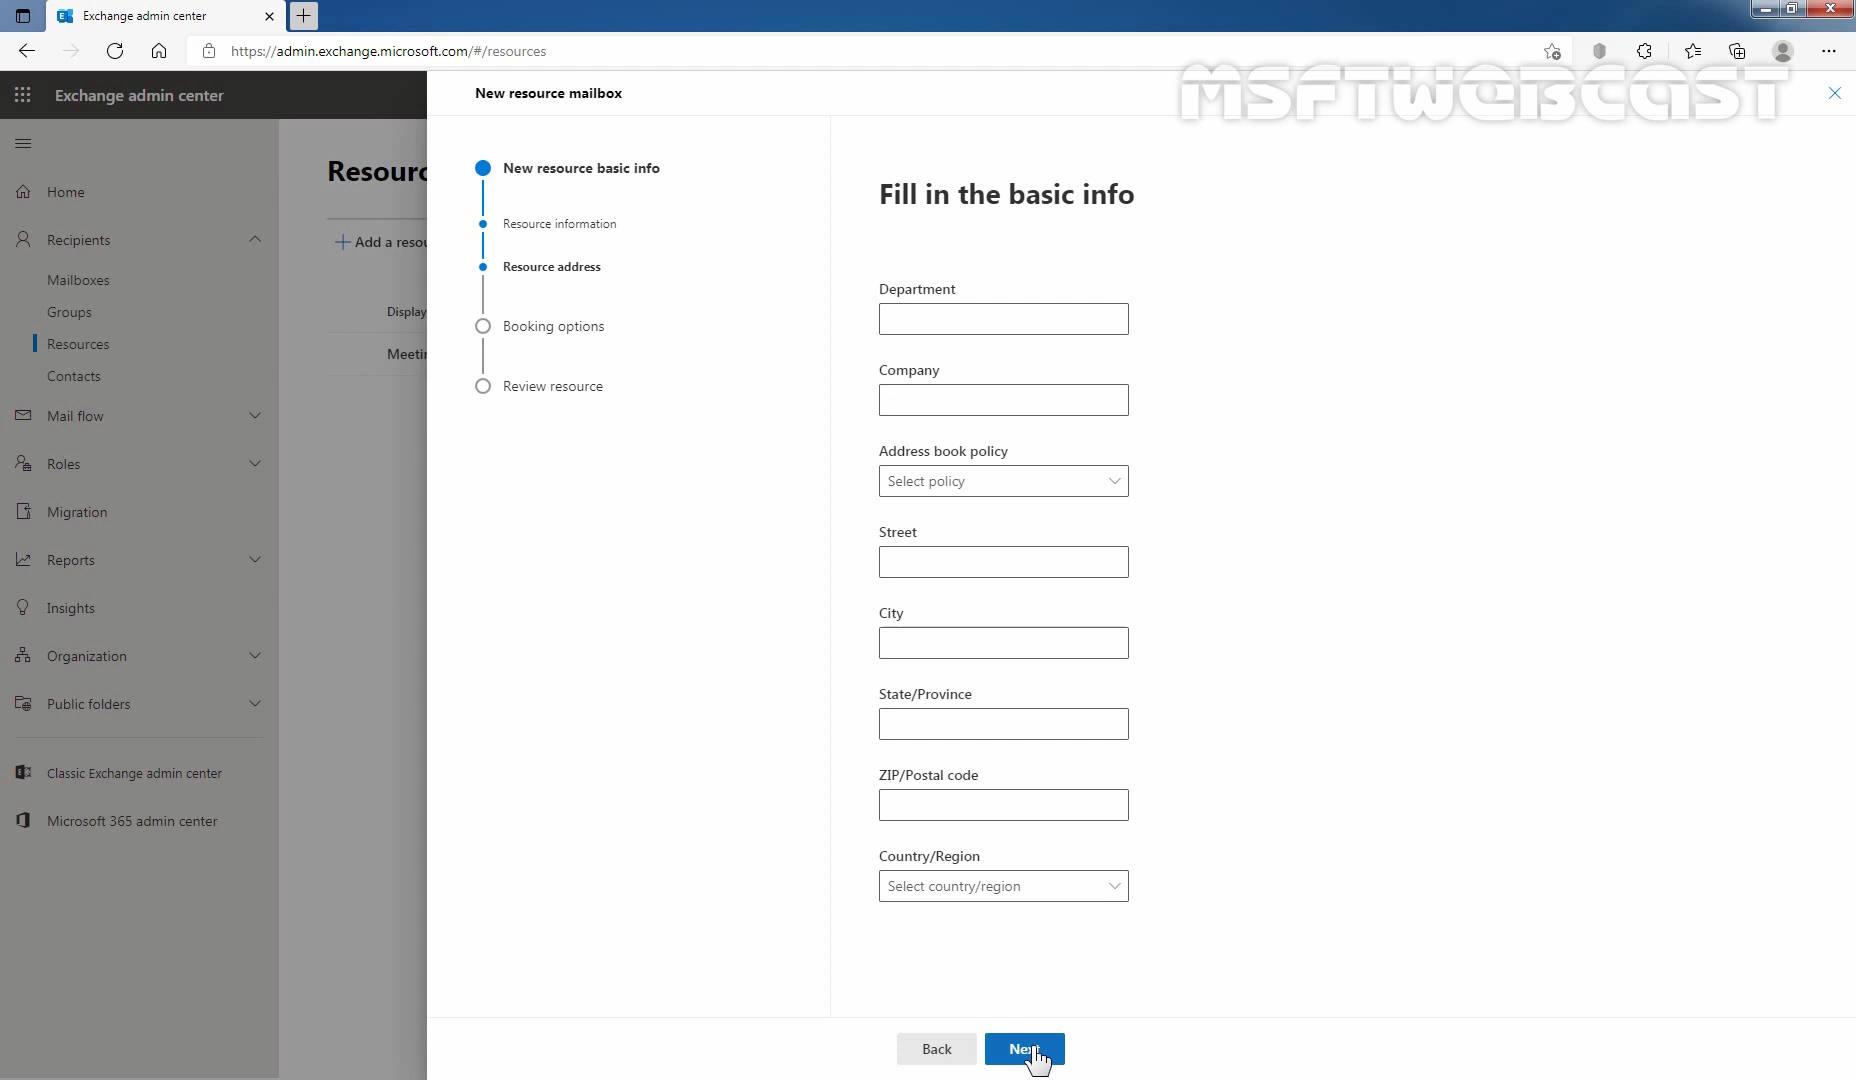 Exchange admin center
https://admin.exchange.microsoft.com/#/resources
MSFTWEBCAST
Exchange admin center
New resource mailbox
Home
Recipients
Mailboxes
Groups
Resources
Contacts
Mail flow
Roles
Migration
Reports
Insights
Organization
Public folders
Classic Exchange admin center
Microsoft 365 admin center
Resourc
Add a resou
Display
Meetin
New resource basic info
Resource information
Resource address
Booking options
Review resource
Fill in the basic info
Department
Company
Address book policy
Select policy
Street
City
State/Province
ZIP/Postal code
Country/Region
Select country/region
Back
Next